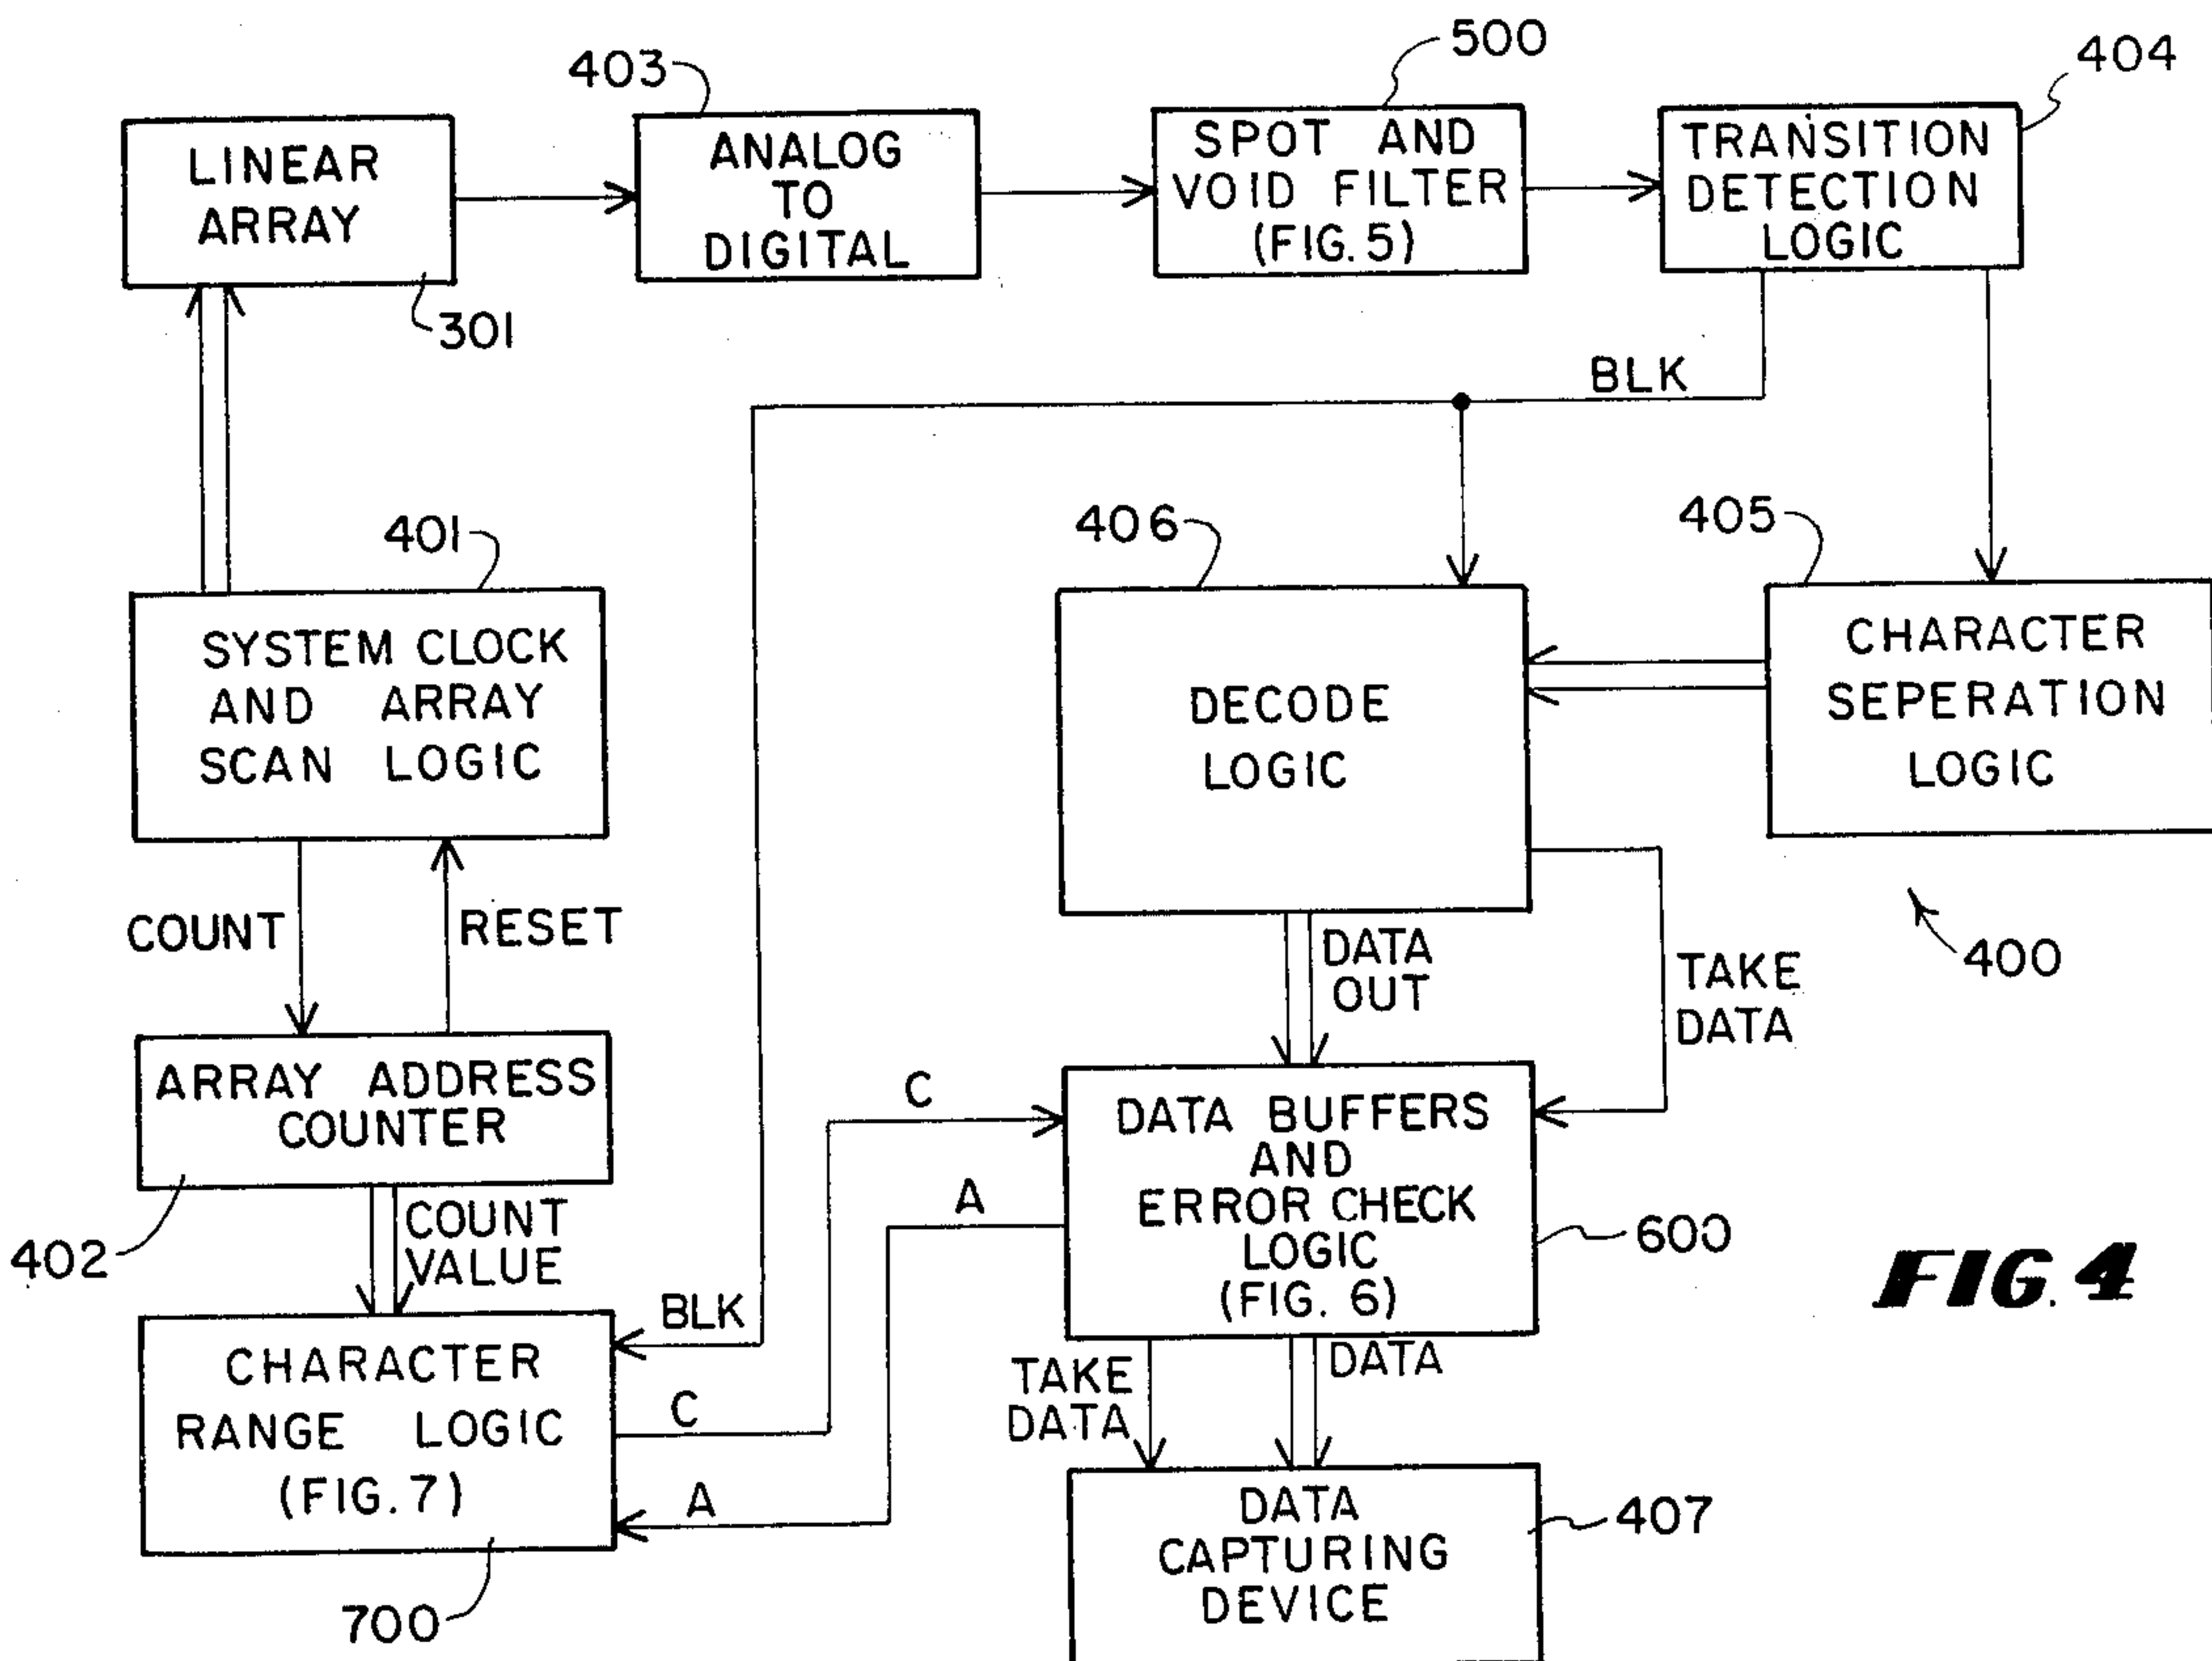 403
500
404
LINEAR
ARRAY
301
ANALOG
TO
DIGITAL
SPOT AND
VOID FILTER
(FIG. 5)
TRANSITION
DETECTION
LOGIC
BLK
401
406
405
SYSTEM CLOCK
AND ARRAY
SCAN LOGIC
DECODE
LOGIC
CHARACTER
SEPERATION
LOGIC
400
COUNT
RESET
DATA
OUT
TAKE
DATA
ARRAY ADDRESS
COUNTER
402
COUNT
VALUE
C
A
DATA BUFFERS
AND
ERROR CHECK
LOGIC
(FIG. 6)
600
FIG. 4
BLK
CHARACTER
RANGE LOGIC
(FIG. 7)
700
C
A
TAKE
DATA
DATA
DATA
CAPTURING
DEVICE
407